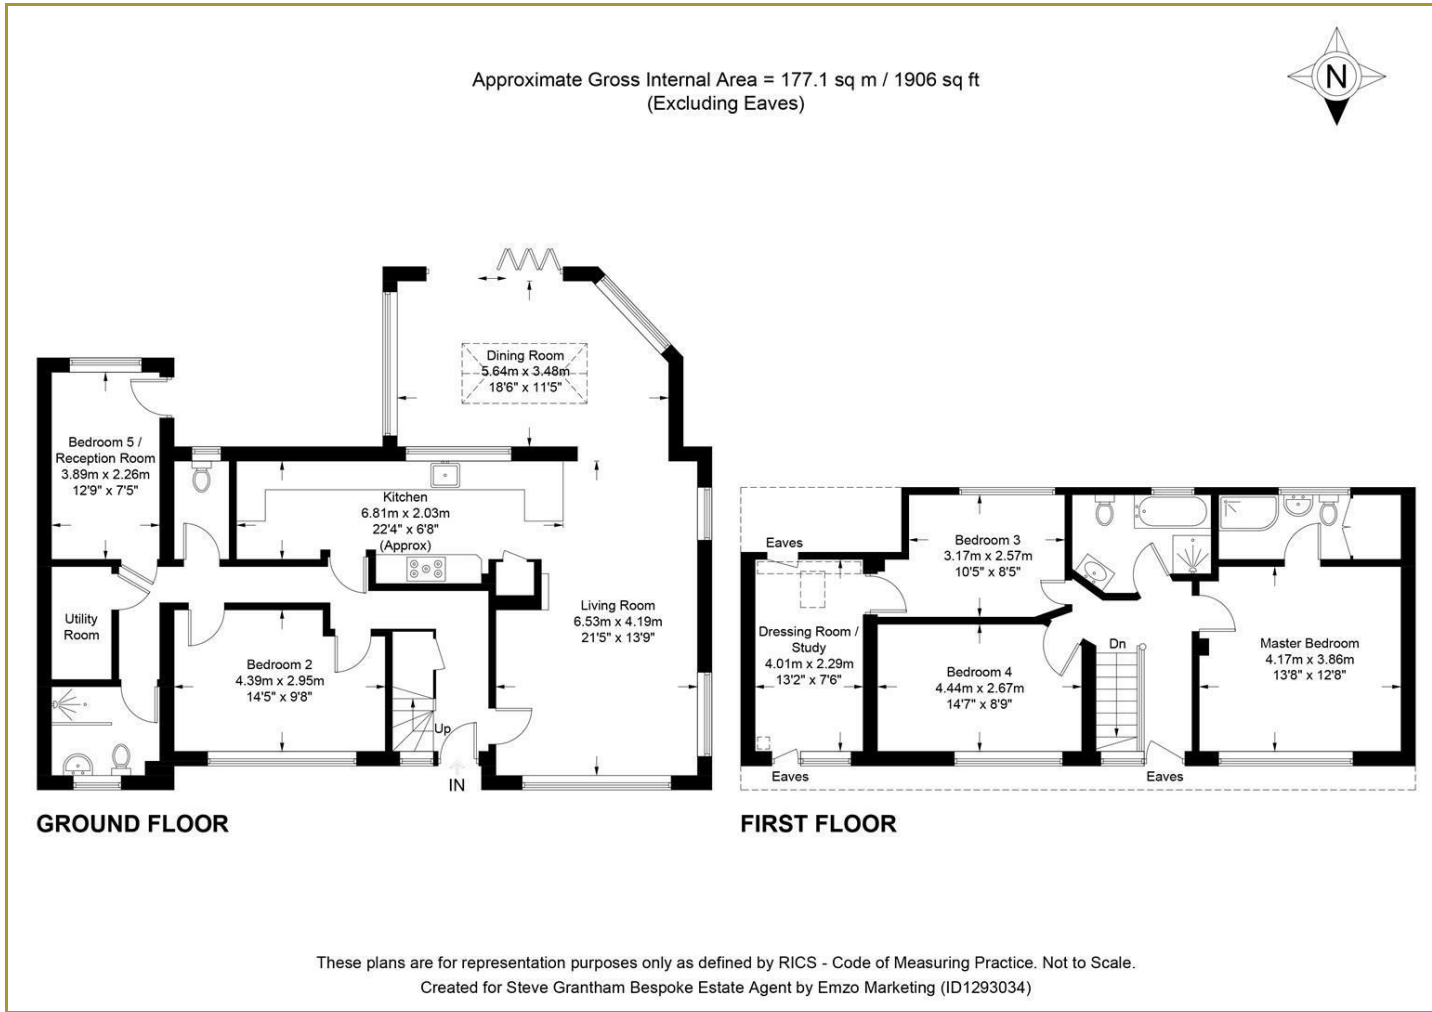 Approximate Gross Internal Area = 177.1 sq m / 1906 sq ft
(Excluding Eaves)
N
Dining Room
5.64m x 3.48m
18'6" x 11'5"
Bedroom 5 /
Reception Room
3.89m x 2.26m
12'9" x 7'5"
Kitchen
6.81m x 2.03m
22'4" x 6'8"
(Approx)
Utility
Room
Bedroom 2
4.39m x 2.95m
14'5" x 9'8"
Living Room
6.53m x 4.19m
21'5" x 13'9"
Up
IN
GROUND FLOOR
Eaves
Bedroom 3
3.17m x 2.57m
10'5" x 8'5"
Dressing Room /
Study
4.01m x 2.29m
13'2" x 7'6"
Bedroom 4
4.44m x 2.67m
14'7" x 8'9"
Dn
Master Bedroom
4.17m x 3.86m
13'8" x 12'8"
Eaves
Eaves
FIRST FLOOR
These plans are for representation purposes only as defined by RICS - Code of Measuring Practice. Not to Scale.
Created for Steve Grantham Bespoke Estate Agent by Emzo Marketing (ID1293034)